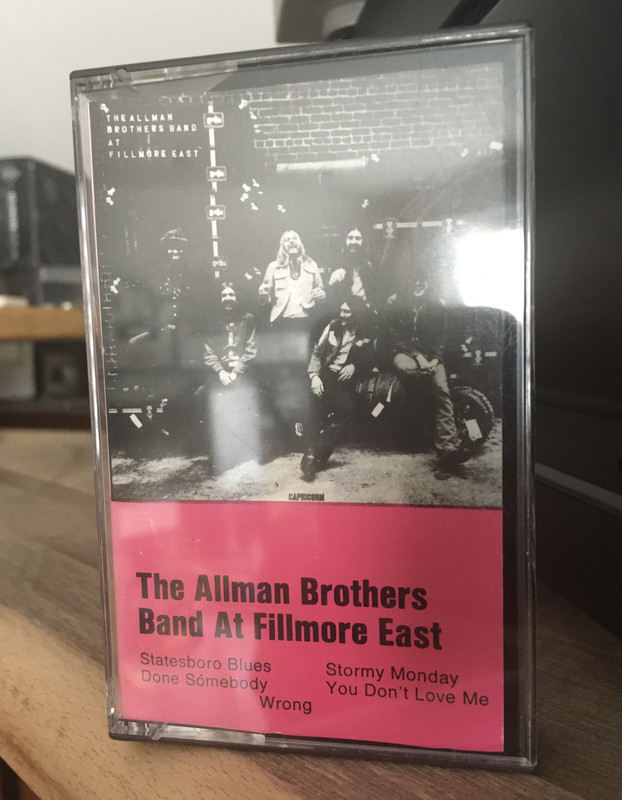 THE ALLMAN
BROTHERS BAND
AT
FILLMORE EAST
CAPRICORN
The Allman Brothers
Band At Fillmore East
Statesboro Blues
Done Sómebody
Wrong
Stormy Monday
You Don't Love Me